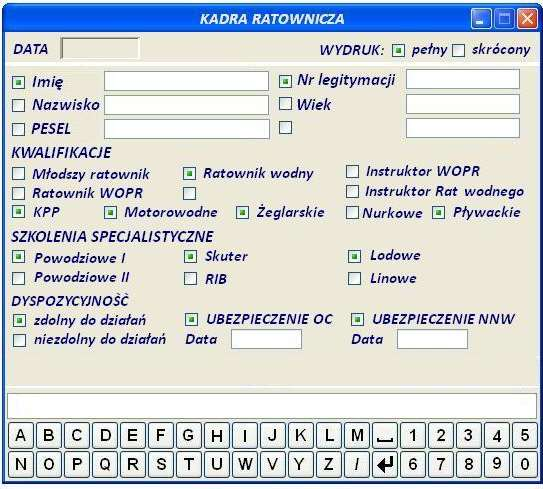 KADRA RATOWNICZA
DATA WYDRUK: pełny skrócony
Imię Nr legitymacji
Nazwisko Wiek
PESEL
KWALIFIKACJE
Młodszy ratownik Ratownik wodny Instruktor WOPR
Ratownik WOPR Instruktor Rat wodnego
KPP Motorowodne Żeglarskie Nurkowe Pływackie
SZKOLENIA SPECJALISTYCZNE
Powodziowe I Skuter Lodowe
Powodziowe II RIB Linowe
DYSPOZYCYJNOŚĆ
zdolny do działań UBEZPIECZENIE OC UBEZPIECZENIE NNW
niezdolny do działań Data Data
A B C D E F G H I J K L M 1 2 3 4 5
N O P Q R S T U W V Y Z / 6 7 8 9 0